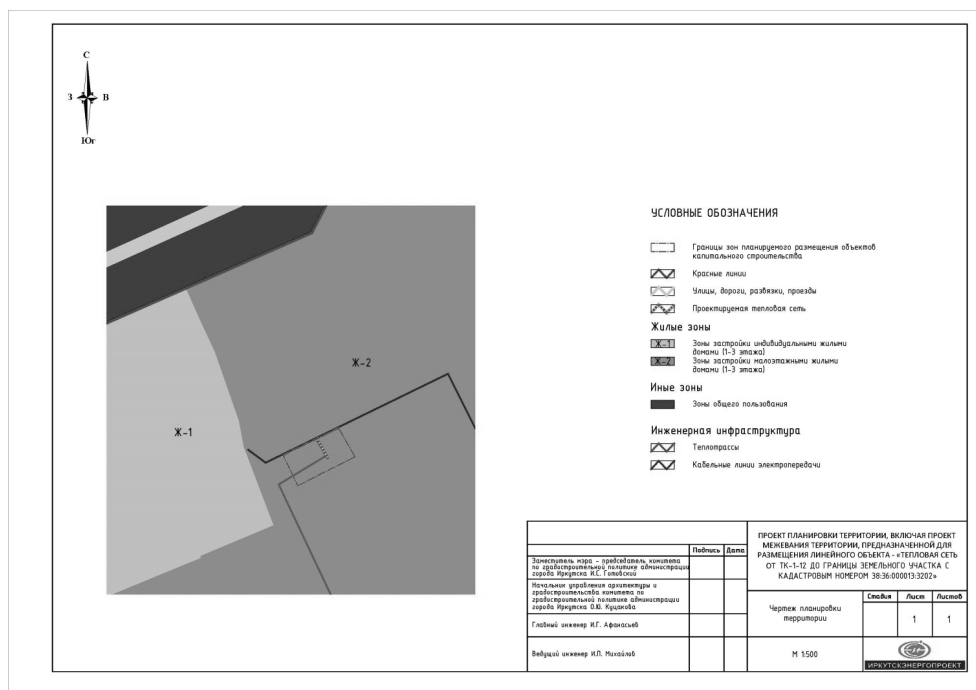 С
З В
Юг
УСЛОВНЫЕ ОБОЗНАЧЕНИЯ
Границы зон планируемого размещения объектов
капитального строительства
Красные линии
Улицы, дороги, развязки, проезды
Проектируемая тепловая сеть
Жилые зоны
Ж-1 Зоны застройки индивидуальными жилыми
домами (1-3 этажа)
Ж-2 Зоны застройки малоэтажными жилыми
домами (1-3 этажа)
Иные зоны
Зоны общего пользования
Инженерная инфраструктура
Теплотрассы
Кабельные линии электропередачи
Ж-2
Ж-1
Подпись Дата
Заместитель мэра - председатель комитета
по градостроительной политике администрации
города Иркутска И.С. Готовский
Начальник управления архитектуры и
градостроительства комитета по
градостроительной политике администрации
города Иркутска О.Ю. Куцакова
Главный инженер И.Г. Афанасьев
Ведущий инженер И.П. Михайлов
ПРОЕКТ ПЛАНИРОВКИ ТЕРРИТОРИИ, ВКЛЮЧАЯ ПРОЕКТ
МЕЖЕВАНИЯ ТЕРРИТОРИИ, ПРЕДНАЗНАЧЕННОЙ ДЛЯ
РАЗМЕЩЕНИЯ ЛИНЕЙНОГО ОБЪЕКТА - «ТЕПЛОВАЯ СЕТЬ
ОТ ТК-1-12 ДО ГРАНИЦЫ ЗЕМЕЛЬНОГО УЧАСТКА С
КАДАСТРОВЫМ НОМЕРОМ 38:36:000013:3202»
Чертеж планировки
территории
Стадия Лист Листов
1 1
М 1:500
ИРКУТСКЭНЕРГОПРОЕКТ